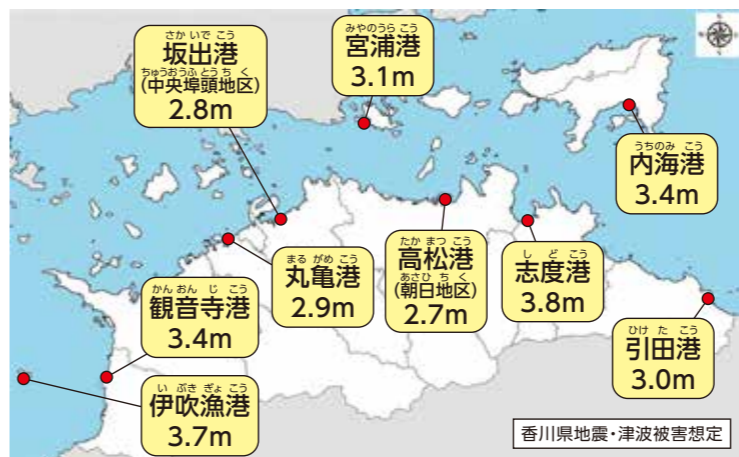 さかいでこう
坂出港
ちゅうおうふとうちく
(中央埠頭地区)
2.8m
みやのうらこう
宮浦港
3.1m
うちのみこう
内海港
3.4m
まるがめこう
丸亀港
2.9m
たかまつこう
高松港
あさひちく
(朝日地区)
2.7m
しどこう
志度港
3.8m
ひけたこう
引田港
3.0m
かんおんじこう
観音寺港
3.4m
いぶきぎょこう
伊吹漁港
3.7m
香川県地震・津波被害想定